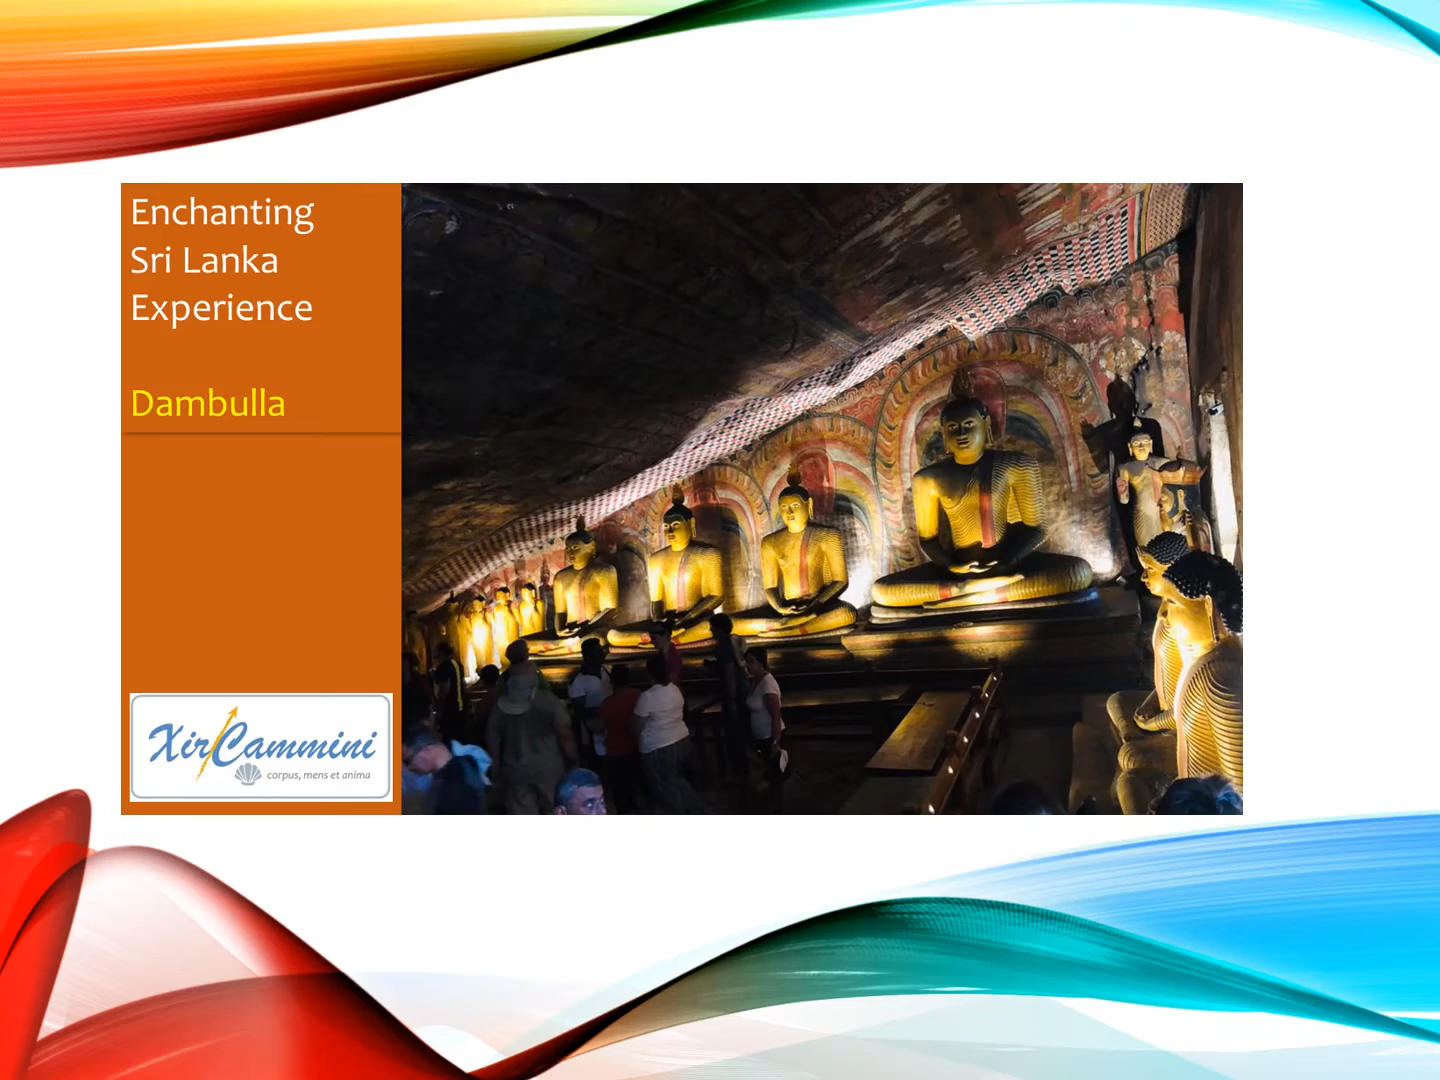 Enchanting
Sri Lanka
Experience
Dambulla
XirCammini
corpus, mens et anima